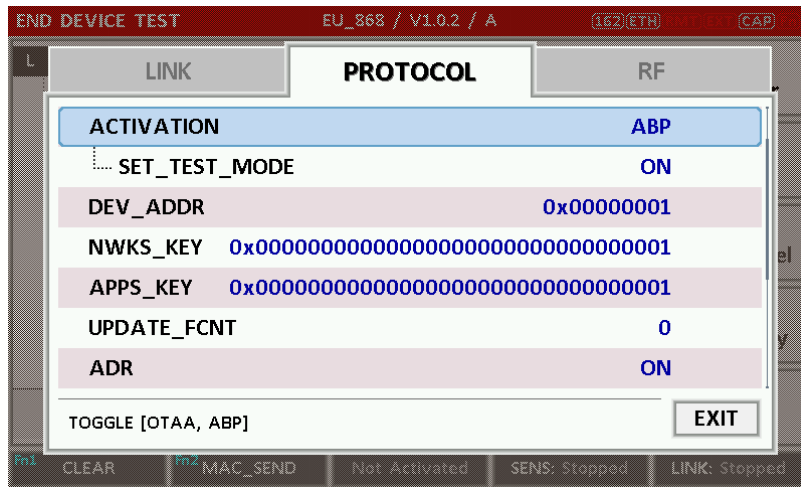 END DEVICE TEST EU_868 / V1.0.2 / A 162 ETH CAP
L
LINK PROTOCOL RF
ACTIVATION ABP
SET_TEST_MODE ON
DEV_ADDR 0x00000001
NWKS_KEY 0x00000000000000000000000000000001
APPS_KEY 0x00000000000000000000000000000001
UPDATE_FCNT 0
ADR ON
TOGGLE [OTAA, ABP] EXIT
Fn1 CLEAR Fn2 MAC_SEND Not Activated SENS: Stopped LINK: Stopped